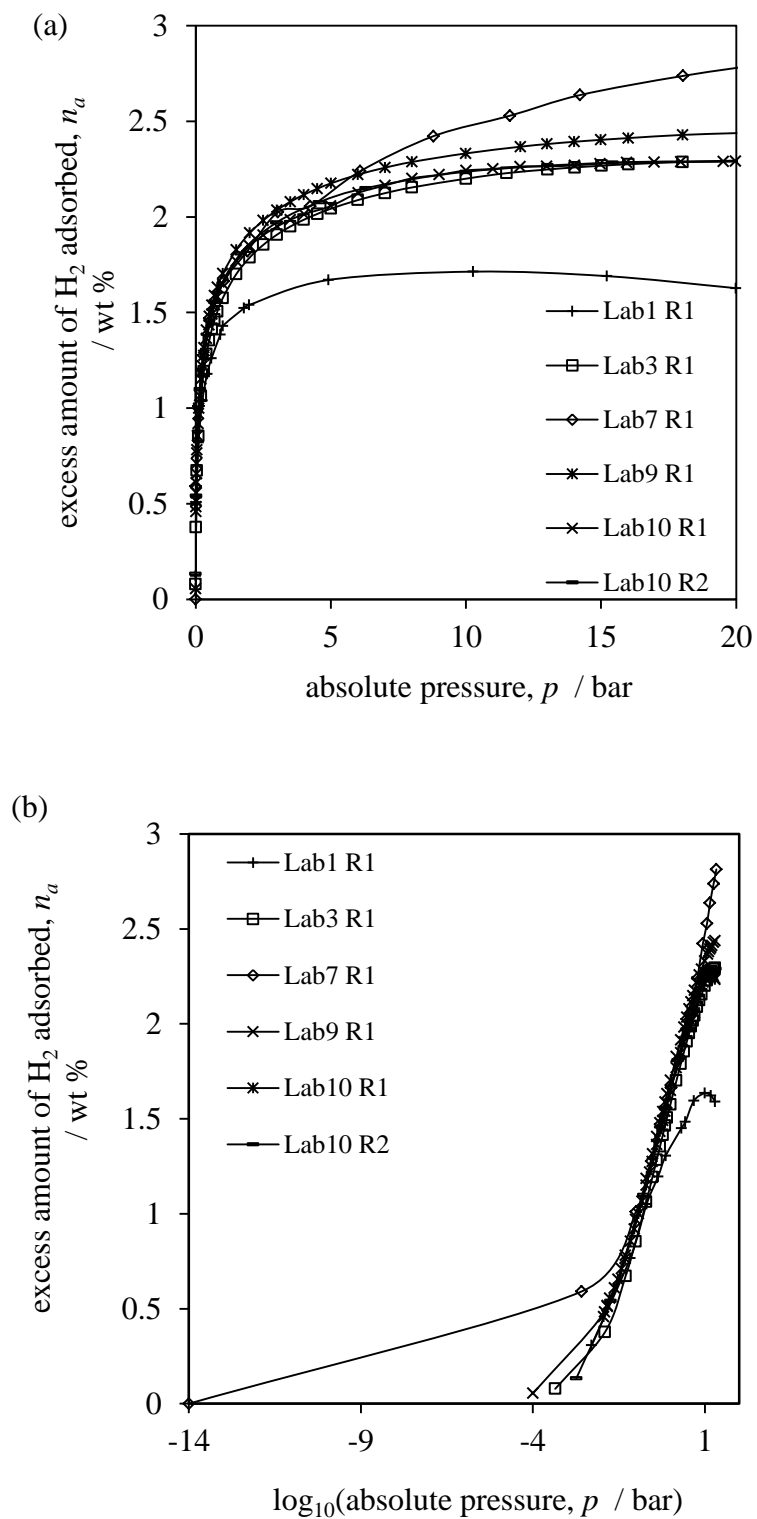 (a)
3
2.5
2
1.5
1
0.5
0
excess amount of H₂ adsorbed, nₐ
/ wt %
Lab1 R1
Lab3 R1
Lab7 R1
Lab9 R1
Lab10 R1
Lab10 R2
0 5 10 15 20
absolute pressure, p / bar
(b)
3
2.5
2
1.5
1
0.5
0
excess amount of H₂ adsorbed, nₐ
/ wt %
Lab1 R1
Lab3 R1
Lab7 R1
Lab9 R1
Lab10 R1
Lab10 R2
-14 -9 -4 1
log₁₀(absolute pressure, p / bar)